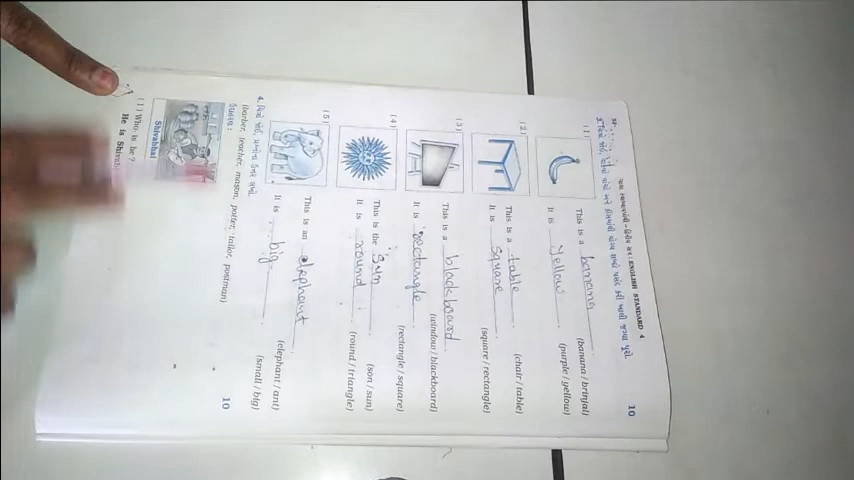 ENGLISH STANDARD 4
10
(1) This is a banana. (banana / brinjal)
It is yellow. (purple / yellow)
(2) This is a table. (chair / table)
It is square. (square / rectangle)
(3) This is a blackboard. (window / blackboard)
It is rectangle. (rectangle / square)
(4) This is the sun. (son / sun)
It is round. (round / triangle)
(5) This is an elephant. (elephant / ant)
It is big. (small / big)
4.
10
(barber, teacher, mason, potter, tailor, postman)
Shivabhai
(1) Who is he?
He is